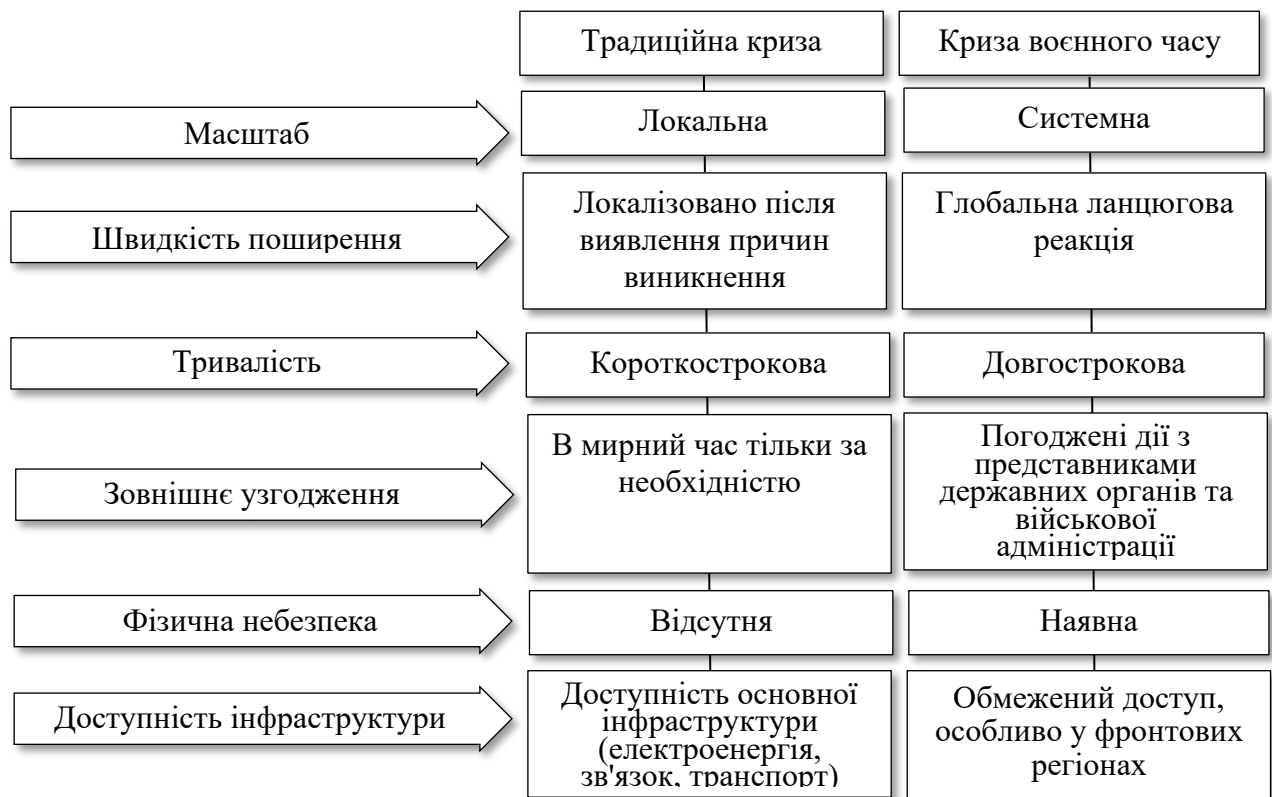 Традиційна криза
Криза воєнного часу
Масштаб
Локальна
Системна
Швидкість поширення
Локалізовано після
виявлення причин
виникнення
Глобальна ланцюгова
реакція
Тривалість
Короткострокова
Довгострокова
Зовнішнє узгодження
В мирний час тільки за
необхідністю
Погоджені дії з
представниками
державних органів та
військової
адміністрації
Фізична небезпека
Відсутня
Наявна
Доступність інфраструктури
Доступність основної
інфраструктури
(електроенергія,
зв'язок, транспорт)
Обмежений доступ,
особливо у фронтових
регіонах